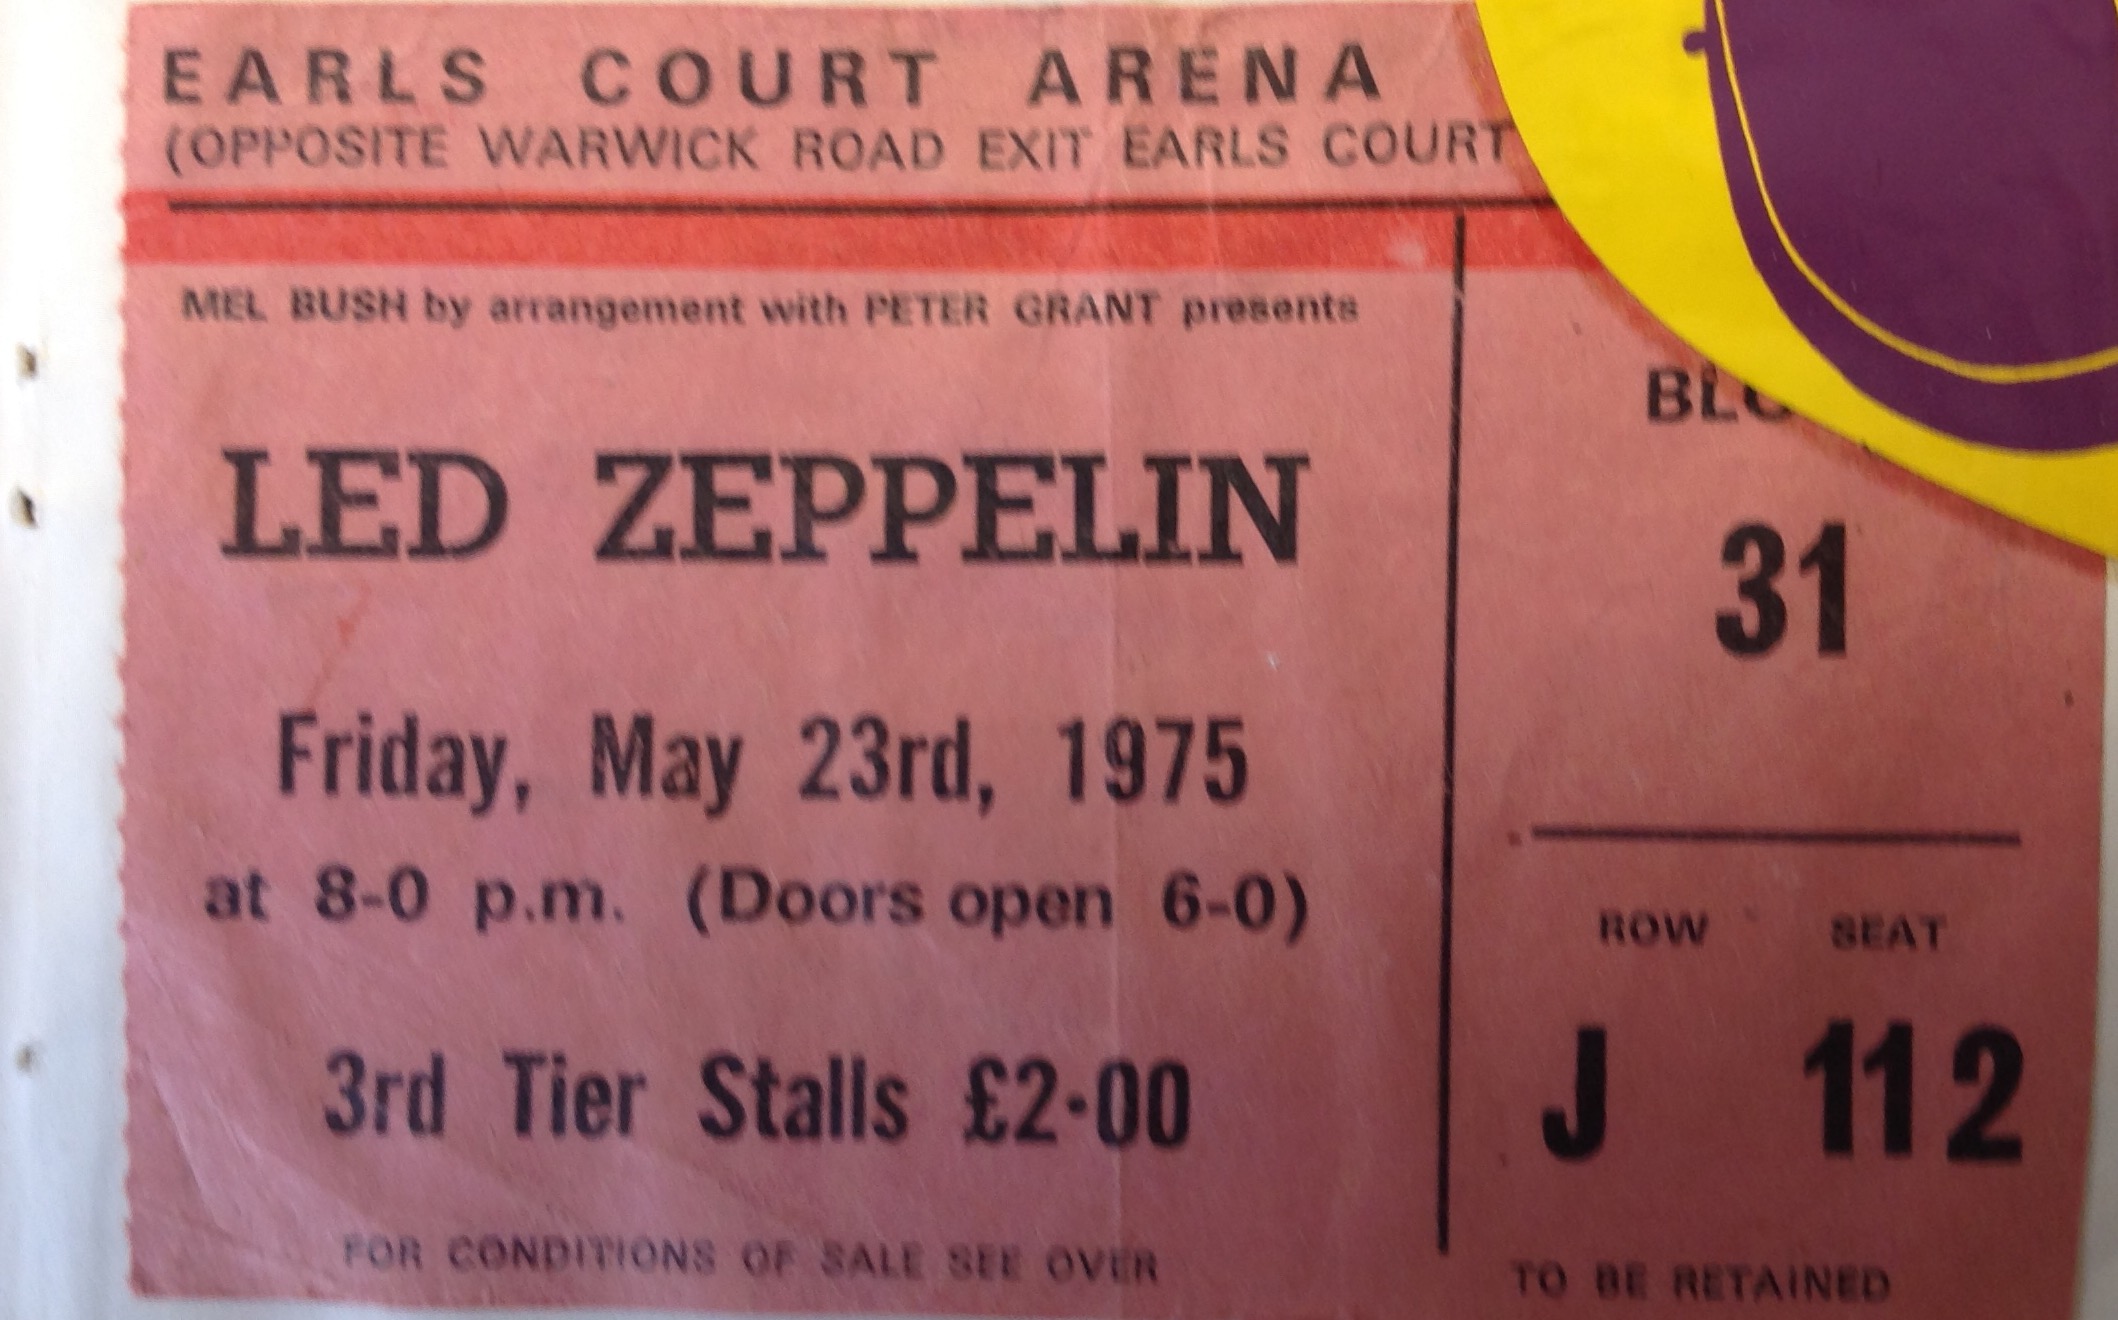 EARLS COURT ARENA
(OPPOSITE WARWICK ROAD EXIT EARLS COURT
MEL BUSH by arrangement with PETER GRANT presents
LED ZEPPELIN
Friday, May 23rd, 1975
at 8-0 p.m. (Doors open 6-0)
3rd Tier Stalls £2·00
FOR CONDITIONS OF SALE SEE OVER
31
ROW SEAT
J 112
TO BE RETAINED